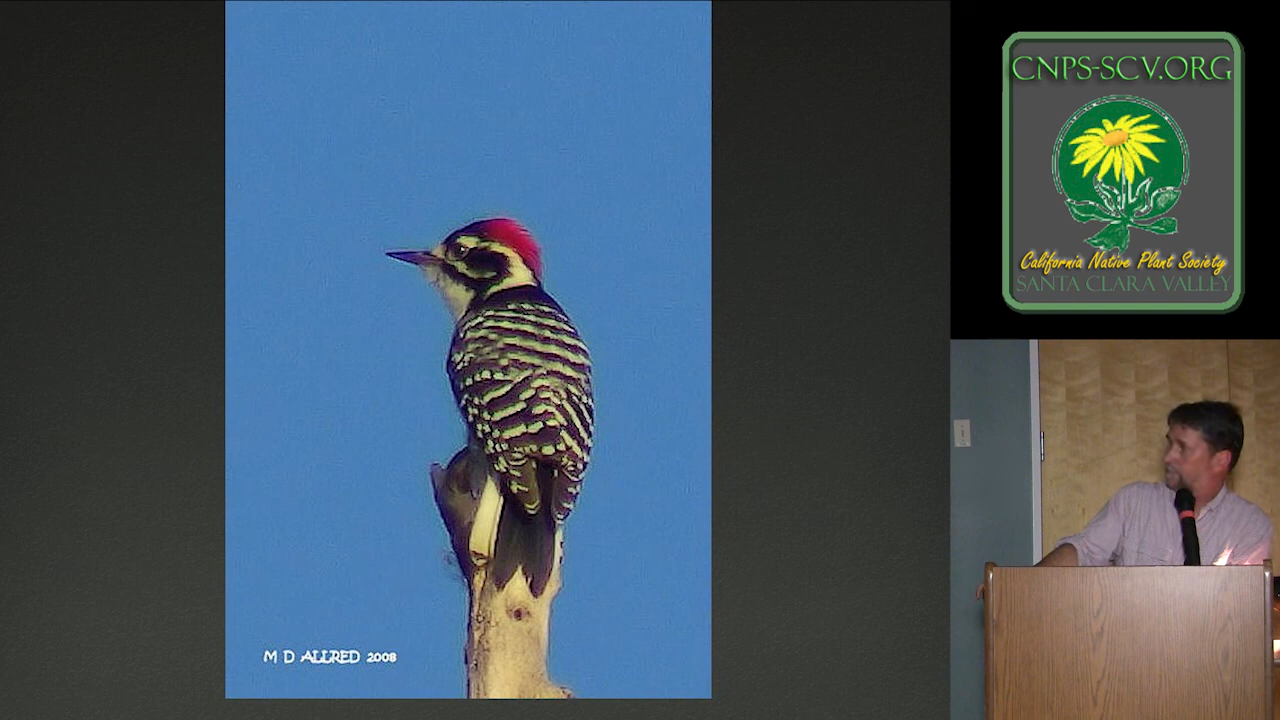 M D ALLRED 2008
CNPS-SCV.ORG
California Native Plant Society
SANTA CLARA VALLEY